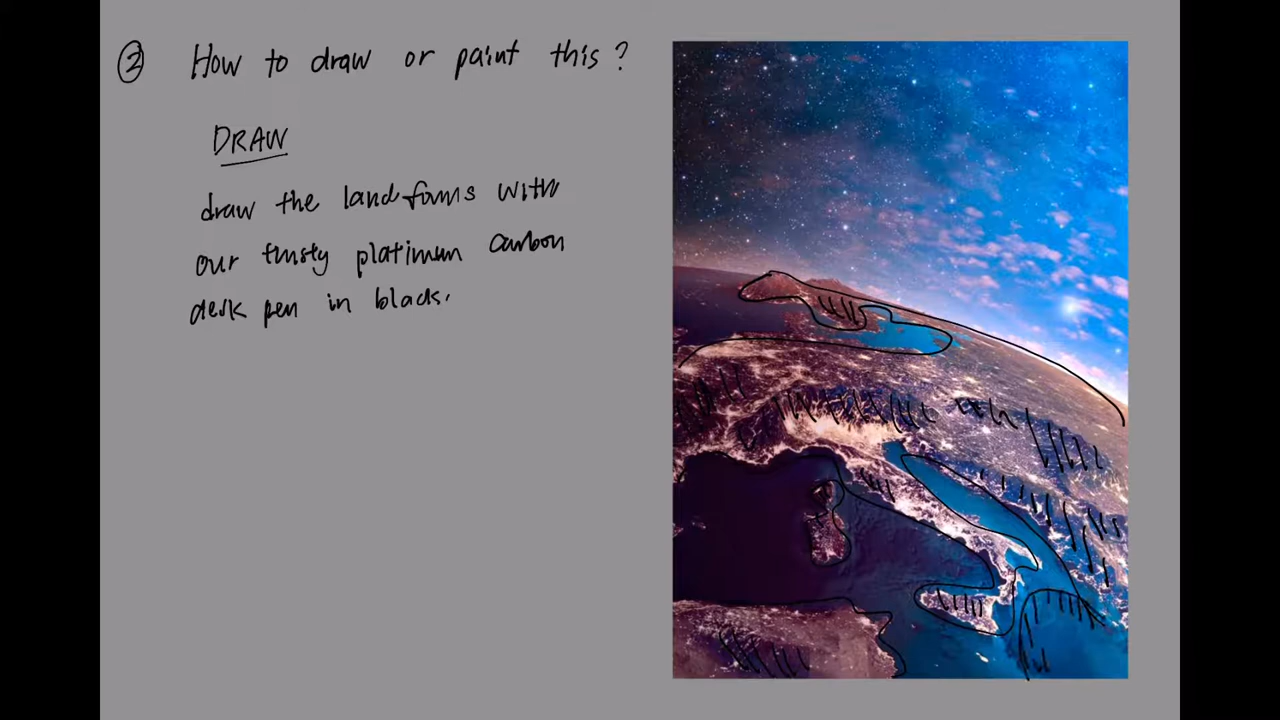 ② How to draw or paint this?
DRAW
draw the landforms with
our trusty platinum carbon
desk pen in black.